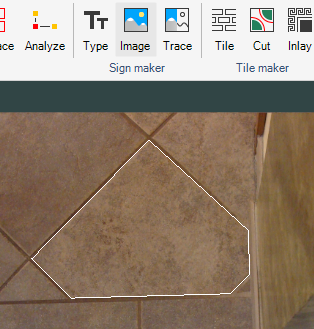 ace Analyze Type Image Trace Tile Cut Inlay
Sign maker Tile maker